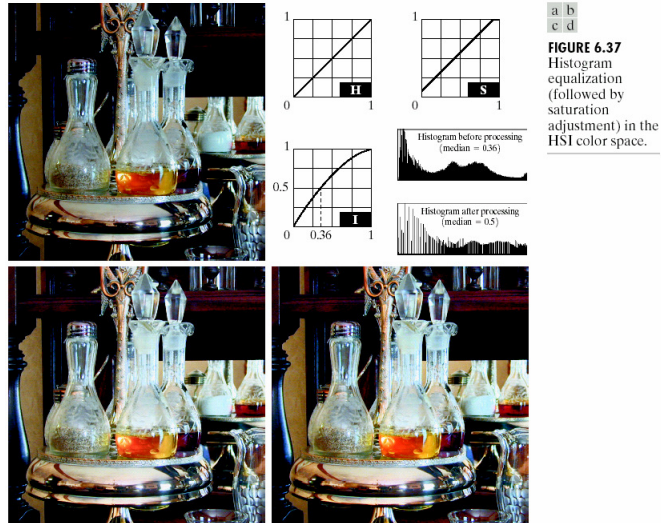 1
0
H
1
1
0
S
1
Histogram before processing
(median = 0.36)
0.5
0
0.36
I
1
Histogram after processing
(median = 0.5)
a b
c d
FIGURE 6.37
Histogram
equalization
(followed by
saturation
adjustment) in the
HSI color space.